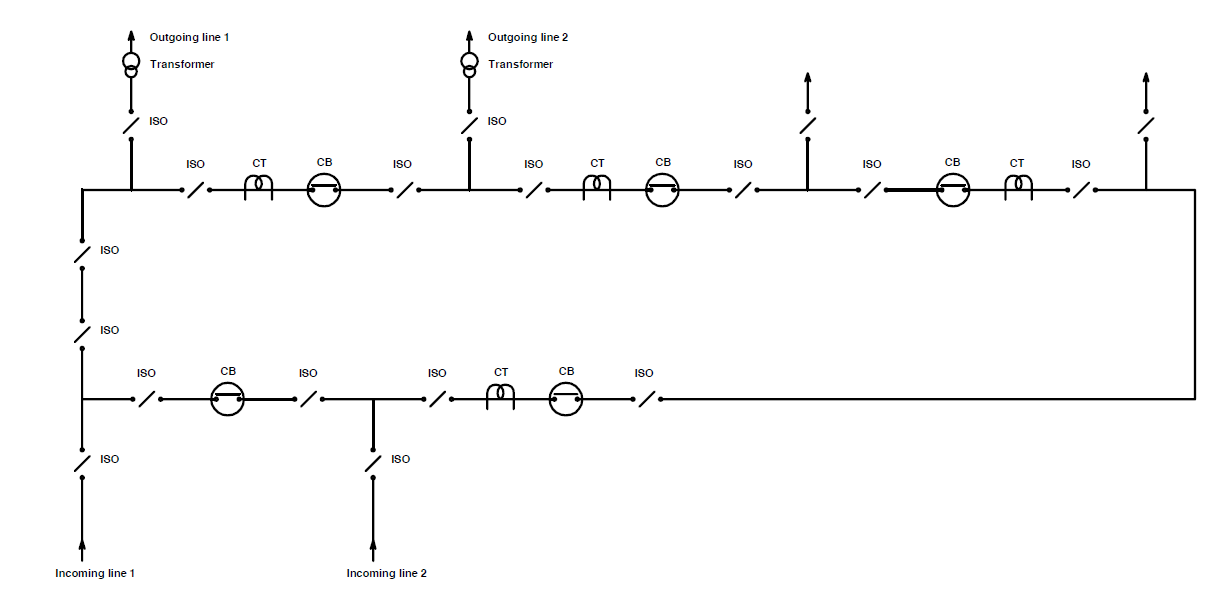 Outgoing line 1
Outgoing line 2
Transformer
Transformer
ISO
ISO
ISO
CT
CB
ISO
ISO
CT
CB
ISO
ISO
CB
CT
ISO
ISO
ISO
ISO
CB
ISO
ISO
CT
CB
ISO
ISO
ISO
Incoming line 1
Incoming line 2